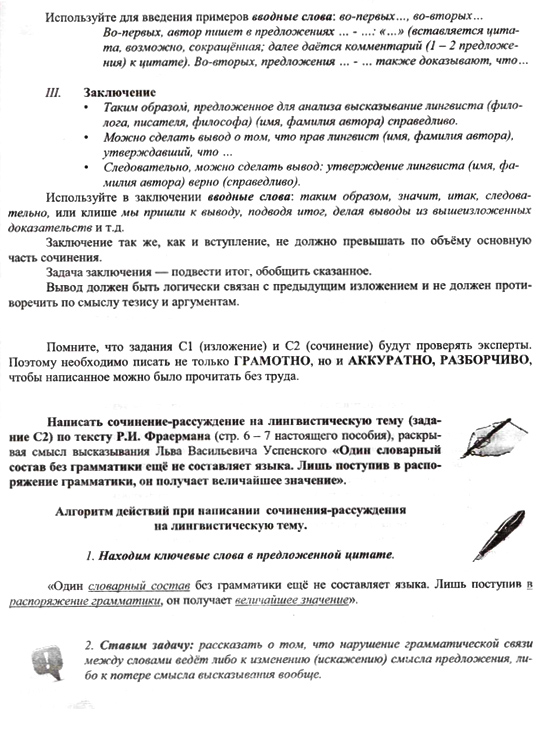 Используйте для введения примеров вводные слова: во-первых…, во-вторых…
Во-первых, автор пишет в предложениях … - …: «…» (вставляется цита-
та, возможно, сокращённая; далее даётся комментарий (1 – 2 предложе-
ния) к цитате). Во-вторых, предложения … - … также доказывают, что…
III. Заключение
• Таким образом, предложенное для анализа высказывание лингвиста (фило-
лога, писателя, философа) (имя, фамилия автора) справедливо.
• Можно сделать вывод о том, что прав лингвист (имя, фамилия автора),
утверждавший, что …
• Следовательно, можно сделать вывод: утверждение лингвиста (имя, фа-
милия автора) верно (справедливо).
Используйте в заключении вводные слова: таким образом, значит, итак, следова-
тельно, или клише мы пришли к выводу, подводя итог, делая выводы из вышеизложенных
доказательств и т.д.
Заключение так же, как и вступление, не должно превышать по объёму основную
часть сочинения.
Задача заключения — подвести итог, обобщить сказанное.
Вывод должен быть логически связан с предыдущим изложением и не должен проти-
воречить по смыслу тезису и аргументам.
Помните, что задания С1 (изложение) и С2 (сочинение) будут проверять эксперты.
Поэтому необходимо писать не только ГРАМОТНО, но и АККУРАТНО, РАЗБОРЧИВО,
чтобы написанное можно было прочитать без труда.
Написать сочинение-рассуждение на лингвистическую тему (зада-
ние С2) по тексту Р.И. Фраермана (стр. 6 – 7 настоящего пособия), раскры-
вая смысл высказывания Льва Васильевича Успенского «Один словарный
состав без грамматики ещё не составляет языка. Лишь поступив в распо-
ряжение грамматики, он получает величайшее значение».
Алгоритм действий при написании сочинения-рассуждения
на лингвистическую тему.
1. Находим ключевые слова в предложенной цитате.
«Один словарный состав без грамматики ещё не составляет языка. Лишь поступив в
распоряжение грамматики, он получает величайшее значение».
2. Ставим задачу: рассказать о том, что нарушение грамматической связи
между словами ведёт либо к изменению (искажению) смысла предложения, ли-
бо к потере смысла высказывания вообще.